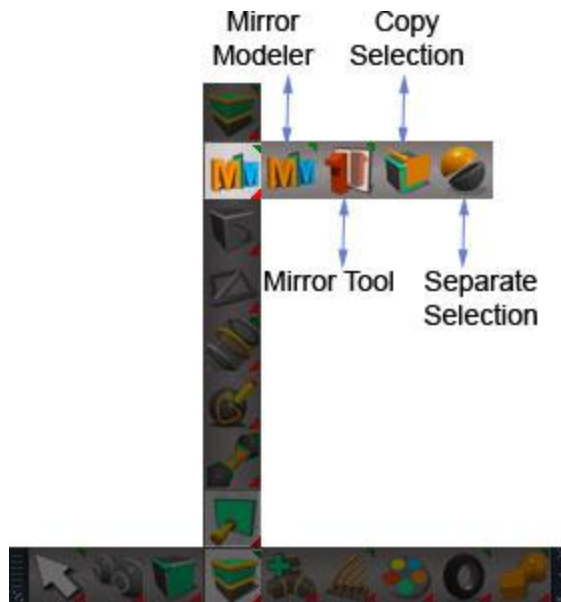 Mirror
Modeler
Copy
Selection
Mirror Tool
Separate
Selection